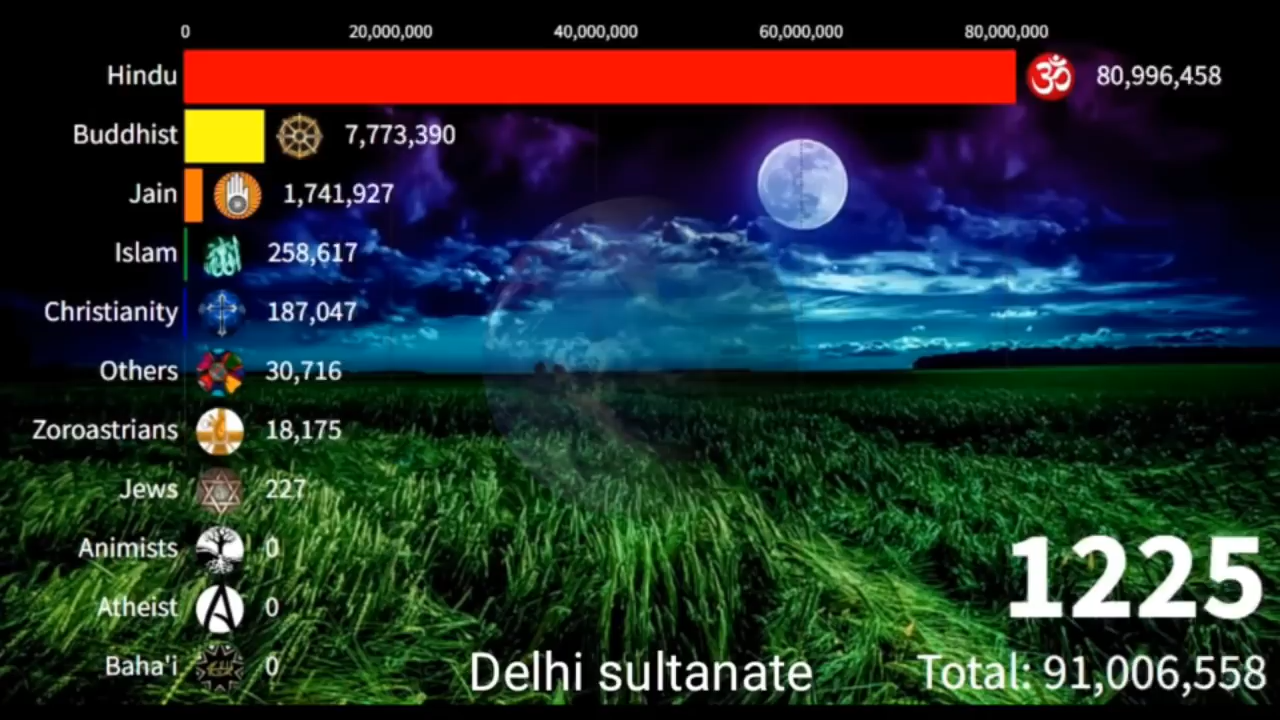 0 20,000,000 40,000,000 60,000,000 80,000,000
Hindu 80,996,458
Buddhist 7,773,390
Jain 1,741,927
Islam 258,617
Christianity 187,047
Others 30,716
Zoroastrians 18,175
Jews 227
Animists 0
Atheist 0
Baha'i 0
1225
Delhi sultanate
Total: 91,006,558